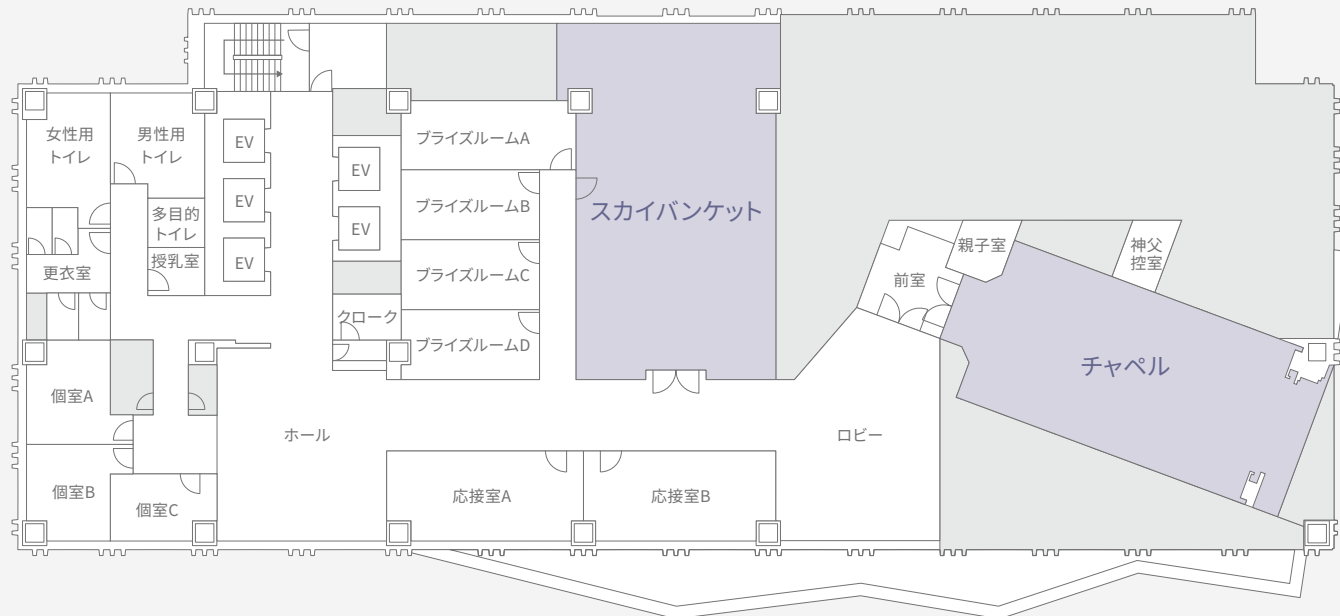 女性用
トイレ
男性用
トイレ
多目的
トイレ
授乳室
更衣室
EV
EV
EV
EV
EV
クローク
ブライズルームA
ブライズルームB
ブライズルームC
ブライズルームD
スカイバンケット
親子室
前室
神父
控室
チャペル
個室A
個室B
個室C
ホール
ロビー
応接室A
応接室B